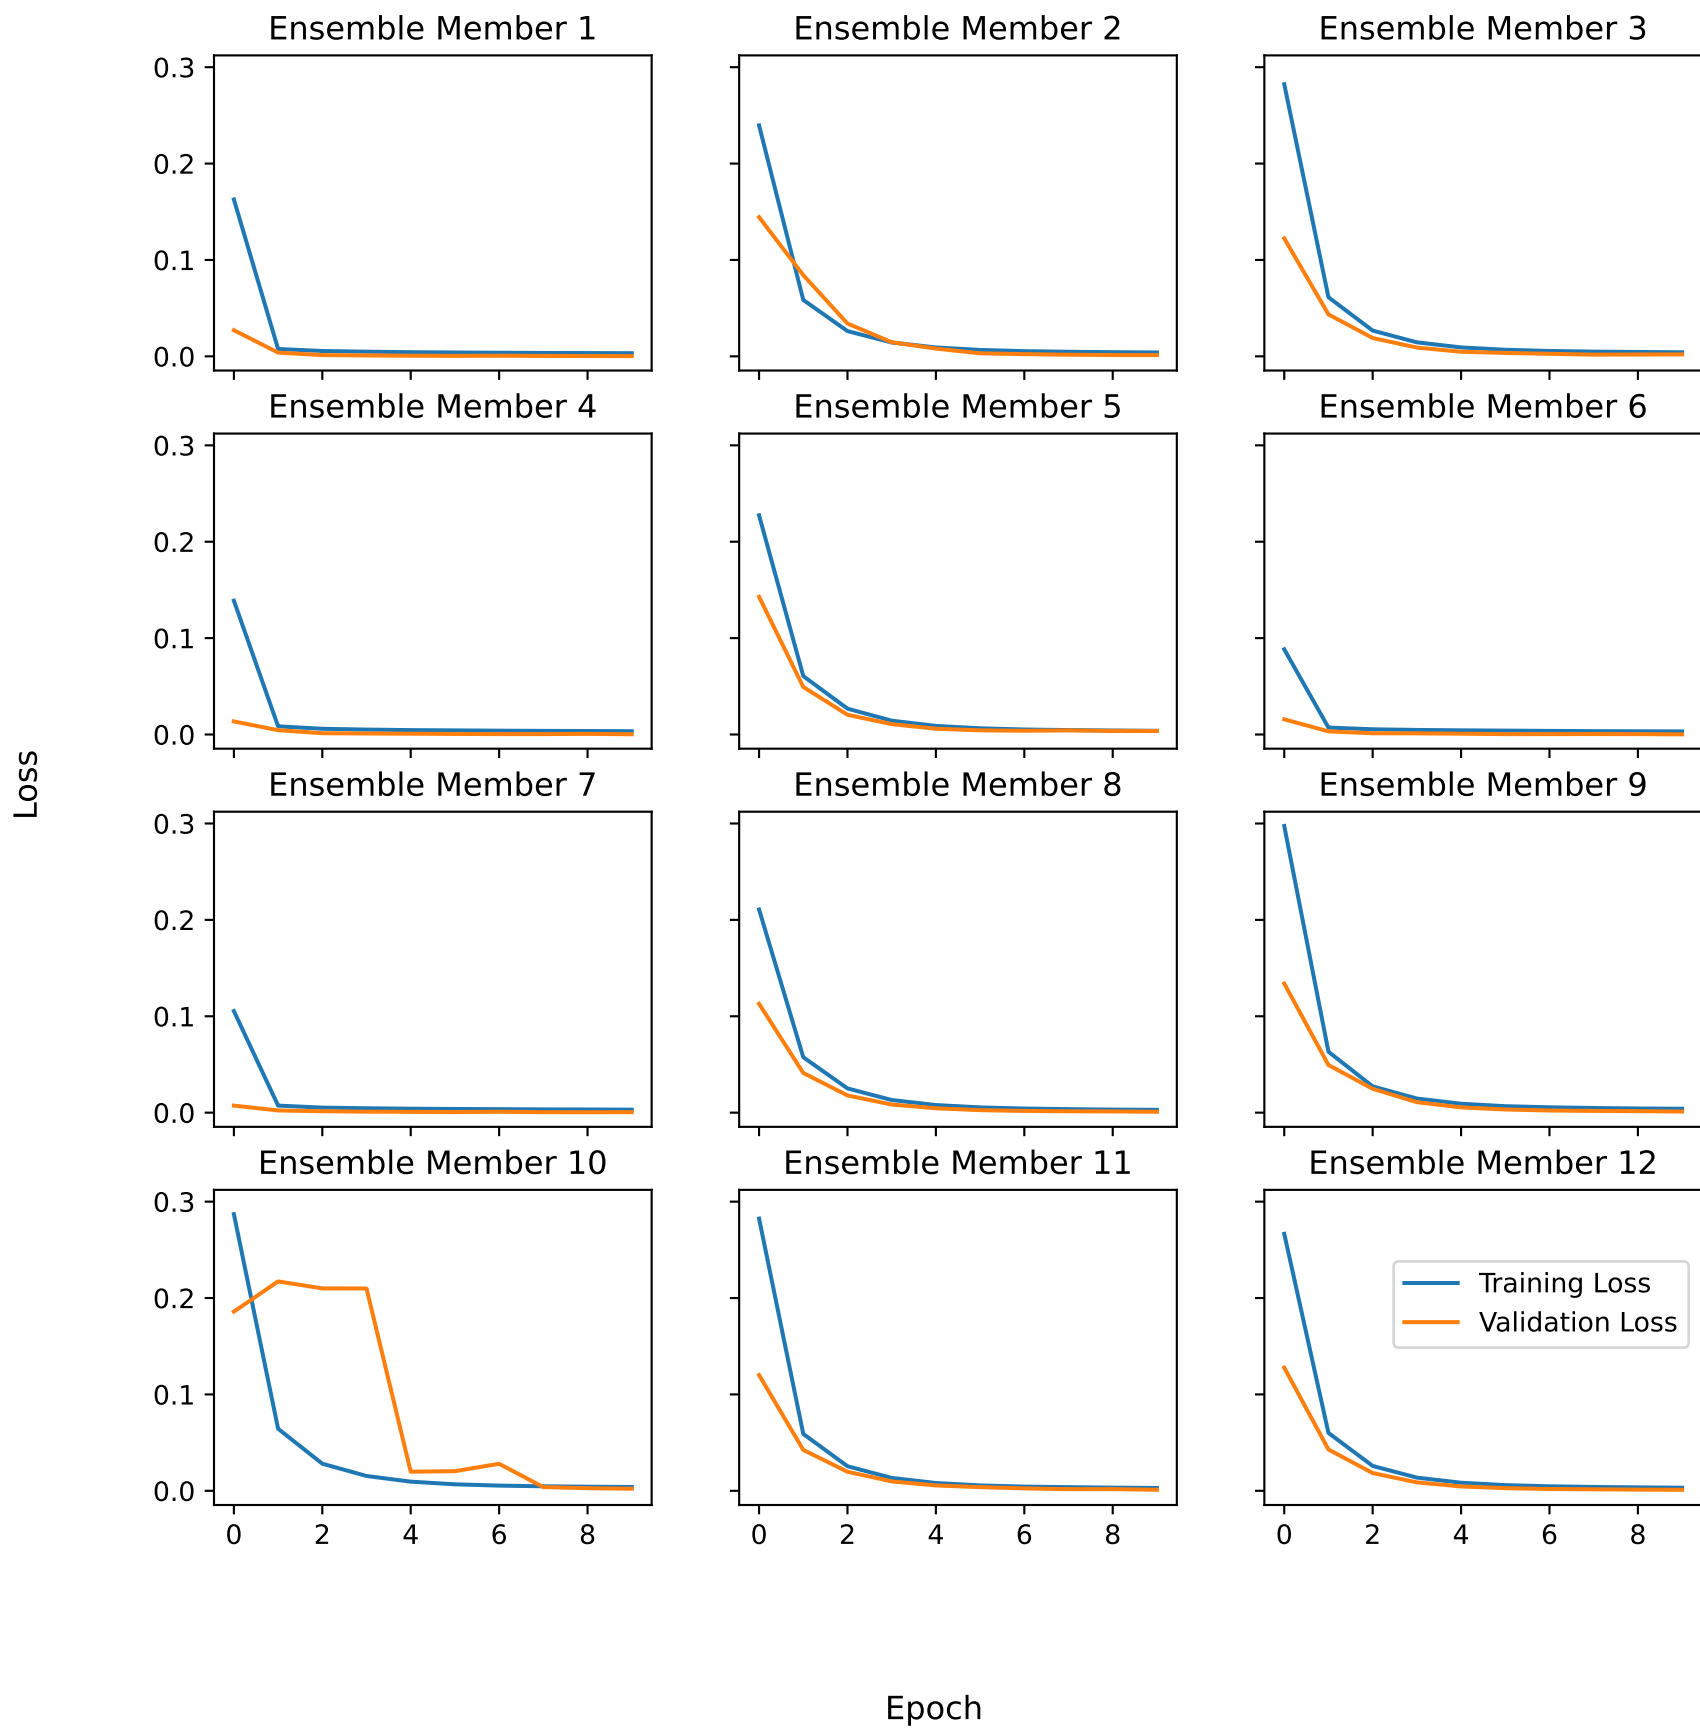 Ensemble Member 1
Ensemble Member 2
Ensemble Member 3
0.3
0.2
0.1
0.0
Ensemble Member 4
Ensemble Member 5
Ensemble Member 6
0.3
0.2
0.1
0.0
Loss
Ensemble Member 7
Ensemble Member 8
Ensemble Member 9
0.3
0.2
0.1
0.0
Ensemble Member 10
Ensemble Member 11
Ensemble Member 12
0.3
0.2
0.1
0.0
Training Loss
Validation Loss
0 2 4 6 8
0 2 4 6 8
0 2 4 6 8
Epoch